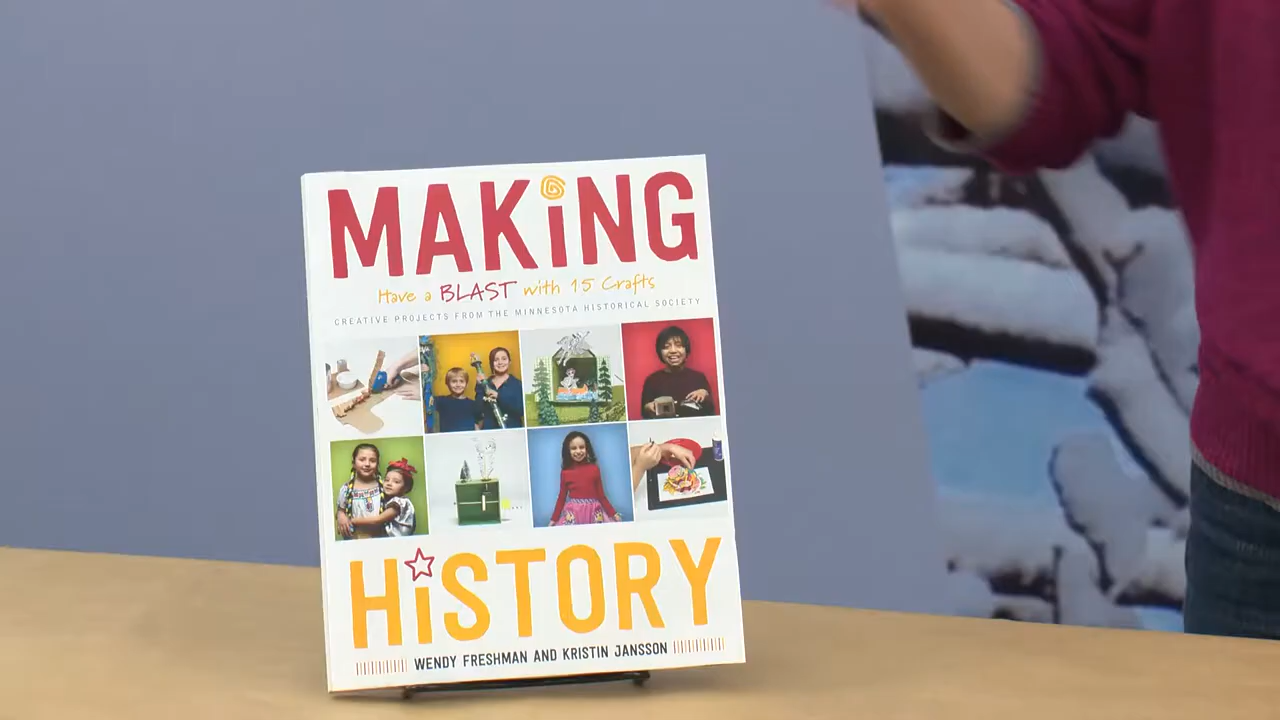 MAKiNG
Have a BLAST with 15 Crafts
CREATIVE PROJECTS FROM THE MINNESOTA HISTORICAL SOCIETY
HiSTORY
WENDY FRESHMAN AND KRISTIN JANSSON